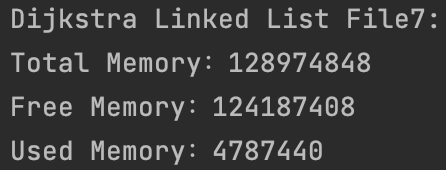 Dijkstra Linked List File7:
Total Memory: 128974848
Free Memory: 124187408
Used Memory: 4787440